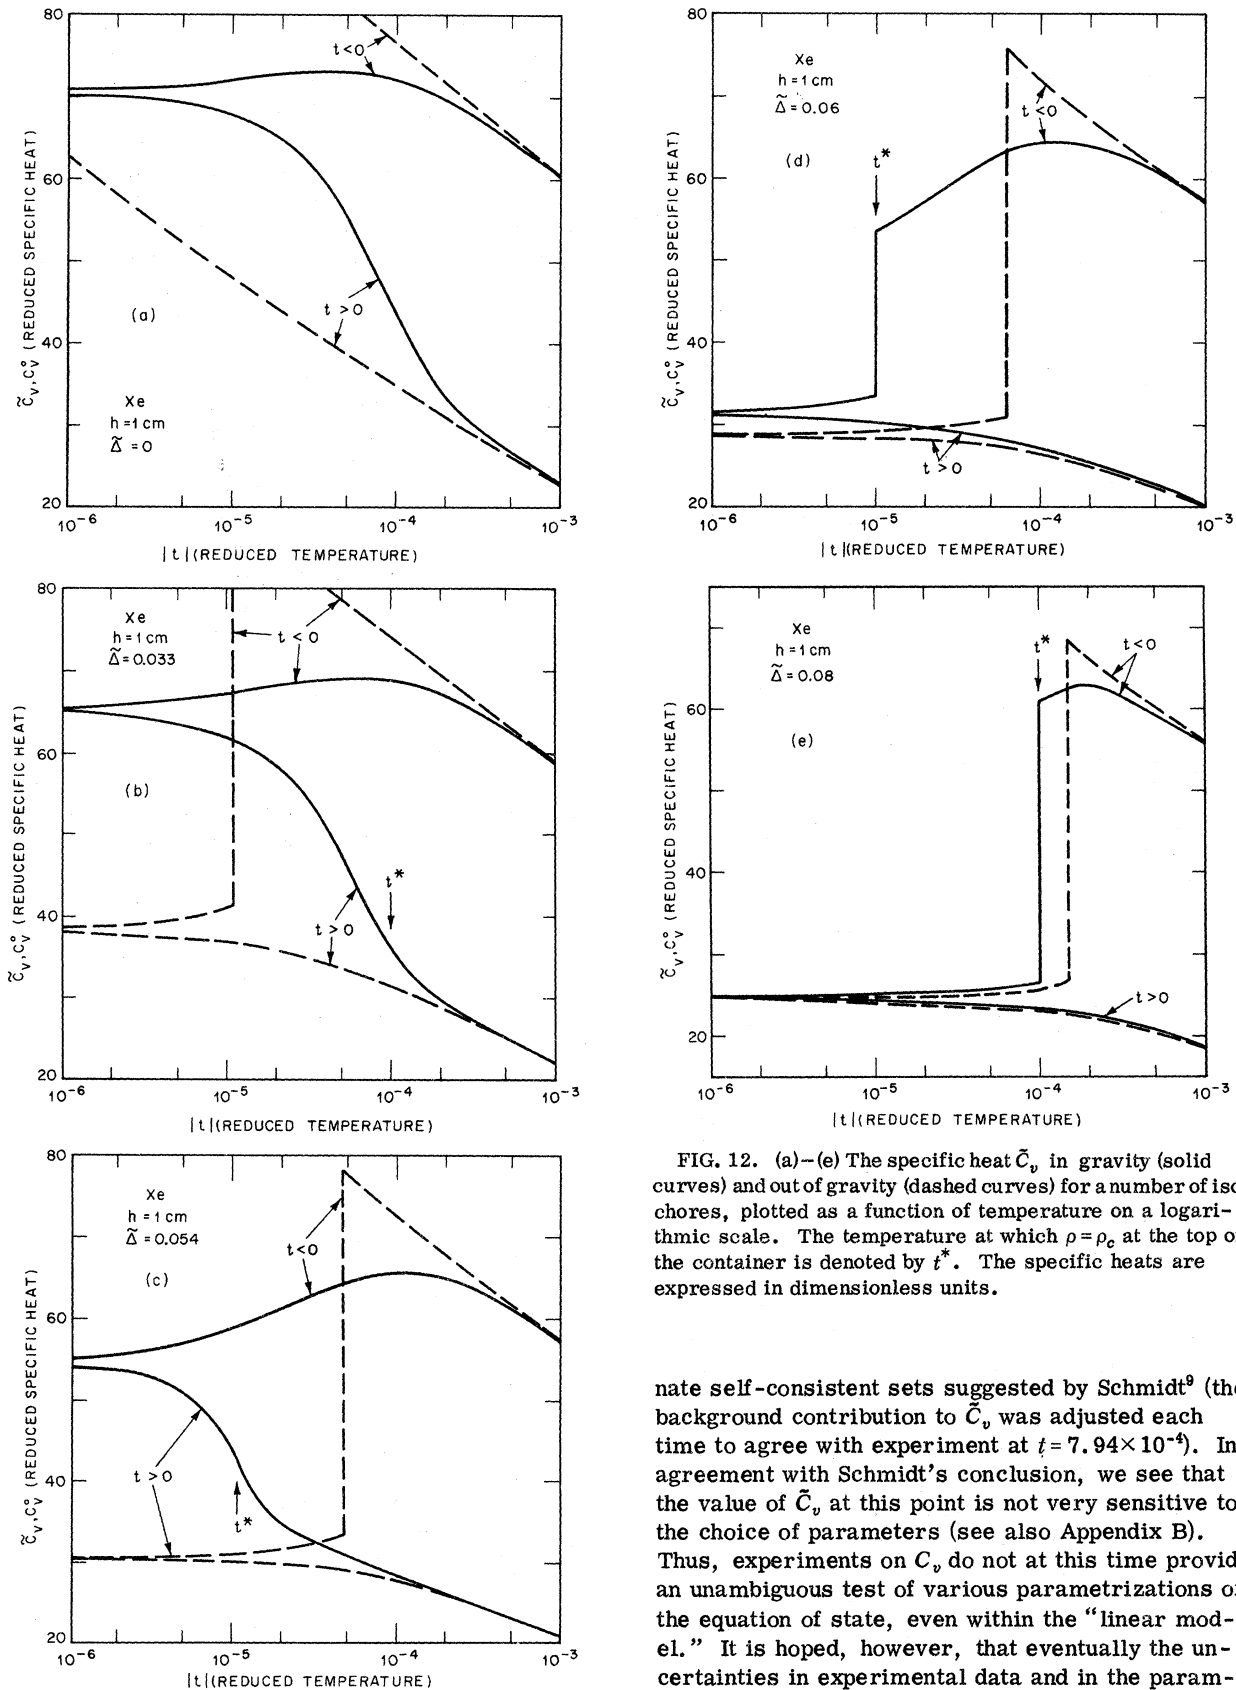 80
60
40
20
10⁻⁶ 10⁻⁵ 10⁻⁴ 10⁻³
|t|(REDUCED TEMPERATURE)
C̃ᵥ, Cᵥ° (REDUCED SPECIFIC HEAT)
t<0
t>0
(a)
Xe
h=1cm
Δ̃=0
80
60
40
20
10⁻⁶ 10⁻⁵ 10⁻⁴ 10⁻³
|t|(REDUCED TEMPERATURE)
C̃ᵥ, Cᵥ° (REDUCED SPECIFIC HEAT)
Xe
h=1cm
Δ̃=0.033
t<0
(b)
t*
t>0
80
60
40
20
10⁻⁶ 10⁻⁵ 10⁻⁴ 10⁻³
|t|(REDUCED TEMPERATURE)
C̃ᵥ, Cᵥ° (REDUCED SPECIFIC HEAT)
Xe
h=1cm
Δ̃=0.054
t<0
(c)
t>0
t*
80
60
40
20
10⁻⁶ 10⁻⁵ 10⁻⁴ 10⁻³
|t|(REDUCED TEMPERATURE)
C̃ᵥ, Cᵥ° (REDUCED SPECIFIC HEAT)
Xe
h=1cm
Δ̃=0.06
t<0
(d)
t*
t>0
60
40
20
10⁻⁶ 10⁻⁵ 10⁻⁴ 10⁻³
|t|(REDUCED TEMPERATURE)
C̃ᵥ, Cᵥ° (REDUCED SPECIFIC HEAT)
Xe
h=1cm
Δ̃=0.08
t*
t<0
(e)
t>0
FIG. 12. (a)–(e) The specific heat C̃ᵥ in gravity (solid
curves) and out of gravity (dashed curves) for a number of iso
chores, plotted as a function of temperature on a logari-
thmic scale. The temperature at which ρ=ρ_c at the top o
the container is denoted by t*. The specific heats are
expressed in dimensionless units.
nate self-consistent sets suggested by Schmidt⁹ (the
background contribution to C̃ᵥ was adjusted each
time to agree with experiment at t=7.94×10⁻⁴). In
agreement with Schmidt's conclusion, we see that
the value of C̃ᵥ at this point is not very sensitive to
the choice of parameters (see also Appendix B).
Thus, experiments on Cᵥ do not at this time provid
an unambiguous test of various parametrizations o
the equation of state, even within the "linear mod-
el." It is hoped, however, that eventually the un-
certainties in experimental data and in the param-